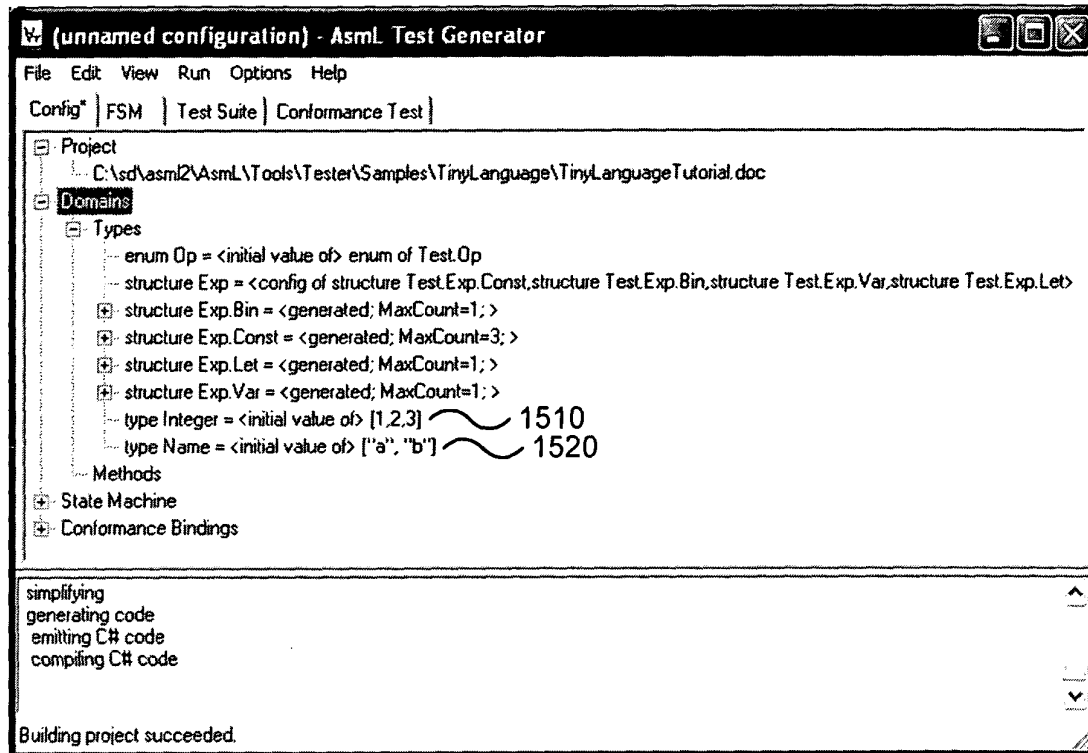 (unnamed configuration) - AsmL Test Generator
File Edit View Run Options Help
Config* FSM Test Suite Conformance Test
Project
C:\sd\asml2\AsmL\Tools\Tester\Samples\TinyLanguage\TinyLanguageTutorial.doc
Domains
Types
enum Op = <initial value of> enum of Test.Op
structure Exp = <config of structure Test.Exp.Const,structure Test.Exp.Bin,structure Test.Exp.Var,structure Test.Exp.Let>
structure Exp.Bin = <generated; MaxCount=1; >
structure Exp.Const = <generated; MaxCount=3; >
structure Exp.Let = <generated; MaxCount=1; >
structure Exp.Var = <generated; MaxCount=1; >
type Integer = <initial value of> [1,2,3] 1510
type Name = <initial value of> ["a", "b"] 1520
Methods
State Machine
Conformance Bindings
simplifying
generating code
emitting C# code
compiling C# code
Building project succeeded.